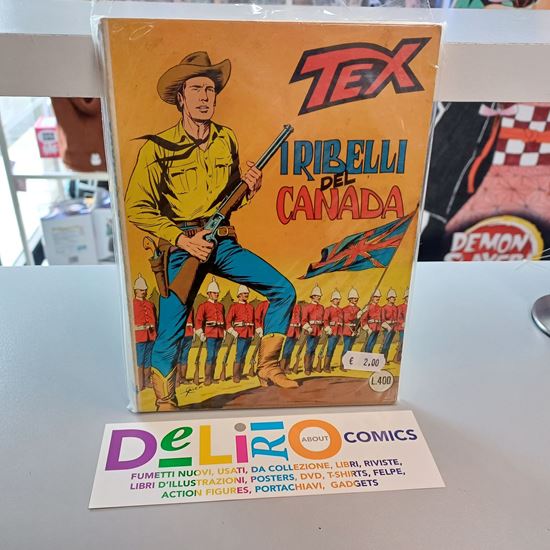 TEX
I RIBELLI
DEL
CANADA
€ 2.00
L.400
DEMON
SLAYER
DeLiRiO ABOUT COMICS
FUMETTI NUOVI, USATI, DA COLLEZIONE, LIBRI, RIVISTE,
LIBRI D'ILLUSTRAZIONI, POSTERS, DVD, T-SHIRTS, FELPE,
ACTION FIGURES, PORTACHIAVI, GADGETS